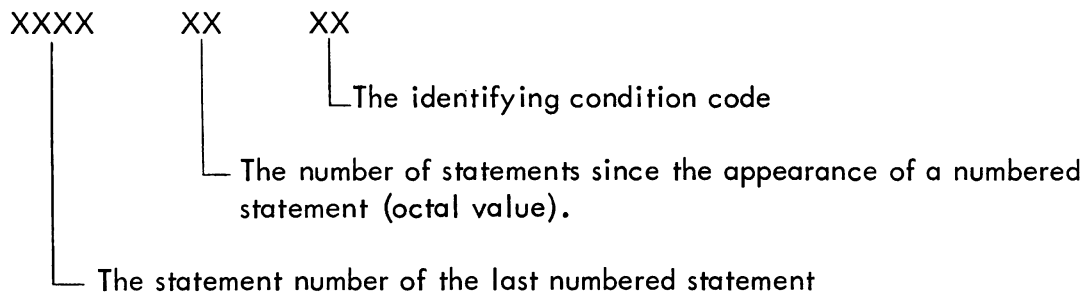 XXXX XX XX
The identifying condition code
The number of statements since the appearance of a numbered
statement (octal value).
The statement number of the last numbered statement